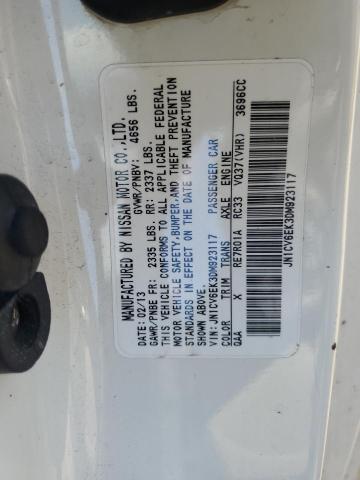 MANUFACTURED BY NISSAN MOTOR CO.,LTD.
DATE: 02/13 GVWR/PNBV: 4656 LBS.
GAWR/PNBE FR: 2335 LBS. RR: 2337 LBS.
THIS VEHICLE CONFORMS TO ALL APPLICABLE FEDERAL
MOTOR VEHICLE SAFETY,BUMPER,AND THEFT PREVENTION
STANDARDS IN EFFECT ON THE DATE OF MANUFACTURE
SHOWN ABOVE.
VIN: JN1CV6EK3DM923117 PASSENGER CAR
COLOR TRIM TRANS AXLE ENGINE
QAA X RE7R01A RC33 VQ37(VHR) 3696CC
JN1CV6EK3DM923117